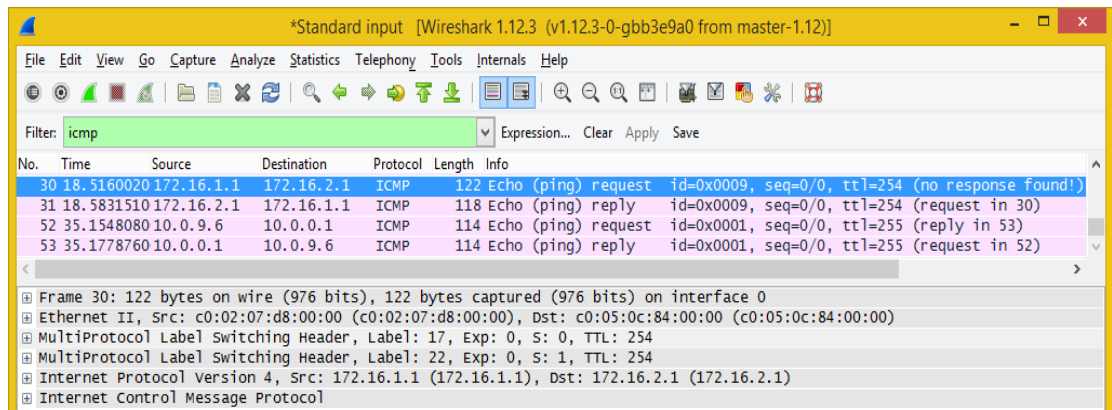 *Standard input [Wireshark 1.12.3 (v1.12.3-0-gbb3e9a0 from master-1.12)]
File Edit View Go Capture Analyze Statistics Telephony Tools Internals Help
Filter: icmp Expression... Clear Apply Save
No. Time Source Destination Protocol Length Info
30 18.5160020 172.16.1.1 172.16.2.1 ICMP 122 Echo (ping) request id=0x0009, seq=0/0, ttl=254 (no response found!)
31 18.5831510 172.16.2.1 172.16.1.1 ICMP 118 Echo (ping) reply id=0x0009, seq=0/0, ttl=254 (request in 30)
52 35.1548080 10.0.9.6 10.0.0.1 ICMP 114 Echo (ping) request id=0x0001, seq=0/0, ttl=255 (reply in 53)
53 35.1778760 10.0.0.1 10.0.9.6 ICMP 114 Echo (ping) reply id=0x0001, seq=0/0, ttl=255 (request in 52)
Frame 30: 122 bytes on wire (976 bits), 122 bytes captured (976 bits) on interface 0
Ethernet II, Src: c0:02:07:d8:00:00 (c0:02:07:d8:00:00), Dst: c0:05:0c:84:00:00 (c0:05:0c:84:00:00)
MultiProtocol Label Switching Header, Label: 17, Exp: 0, S: 0, TTL: 254
MultiProtocol Label Switching Header, Label: 22, Exp: 0, S: 1, TTL: 254
Internet Protocol Version 4, Src: 172.16.1.1 (172.16.1.1), Dst: 172.16.2.1 (172.16.2.1)
Internet Control Message Protocol